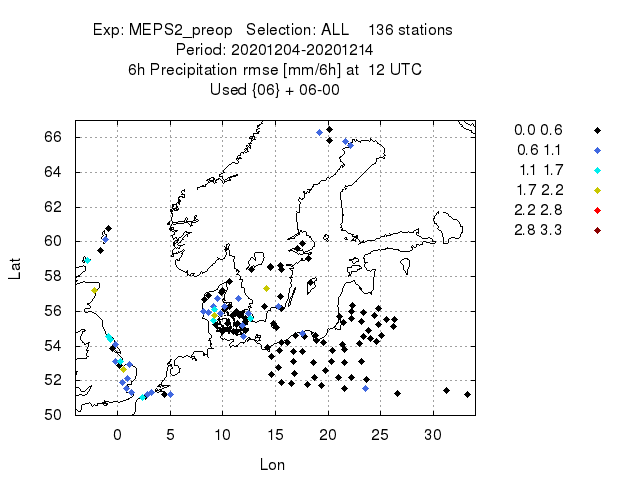 Exp: MEPS2_preop Selection: ALL 136 stations
Period: 20201204-20201214
6h Precipitation rmse [mm/6h] at 12 UTC
Used {06} + 06-00
0.0 0.6
0.6 1.1
1.1 1.7
1.7 2.2
2.2 2.8
2.8 3.3
Lat
66
64
62
60
58
56
54
52
50
0 5 10 15 20 25 30
Lon